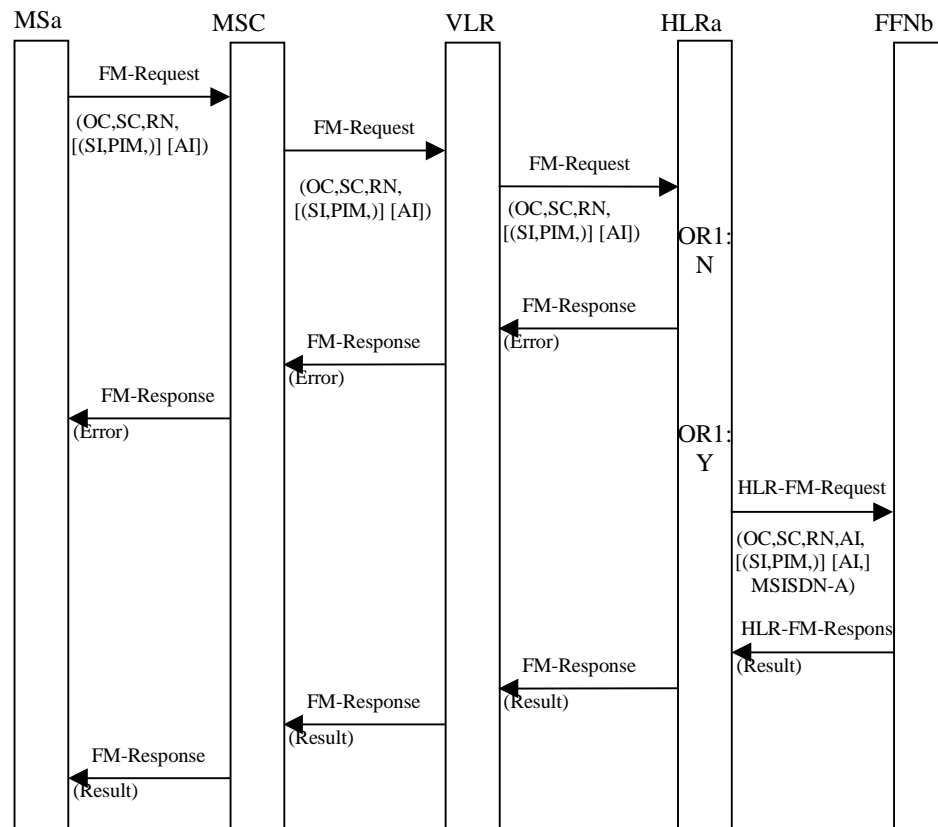 MSa
MSC
VLR
HLRa
FFNb
FM-Request
(OC,SC,RN,
[(SI,PIM,)] [AI])
FM-Request
(OC,SC,RN,
[(SI,PIM,)] [AI])
FM-Request
(OC,SC,RN,
[(SI,PIM,)] [AI])
OR1:
N
FM-Response
(Error)
FM-Response
(Error)
FM-Response
(Error)
OR1:
Y
HLR-FM-Request
(OC,SC,RN,AI,
[(SI,PIM,)] [AI,]
MSISDN-A)
HLR-FM-Respons
(Result)
FM-Response
(Result)
FM-Response
(Result)
FM-Response
(Result)